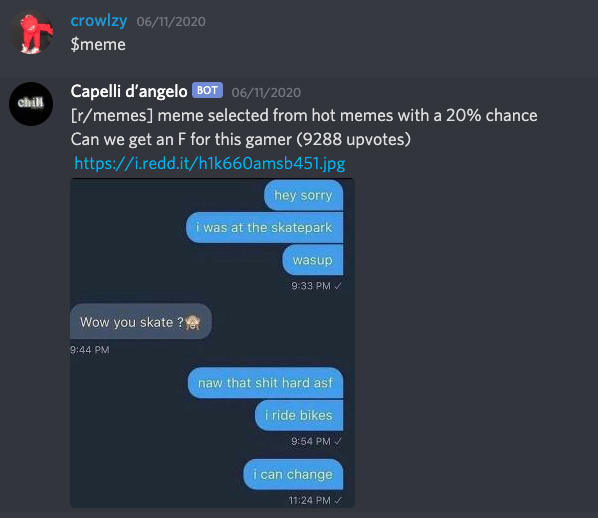 crowlzy 06/11/2020
$meme
chill
Capelli d'angelo BOT 06/11/2020
[r/memes] meme selected from hot memes with a 20% chance
Can we get an F for this gamer (9288 upvotes)
https://i.redd.it/h1k660amsb451.jpg
hey sorry
i was at the skatepark
wasup
9:33 PM ✓
Wow you skate ?🙈
9:44 PM
naw that shit hard asf
i ride bikes
9:54 PM ✓
i can change
11:24 PM ✓